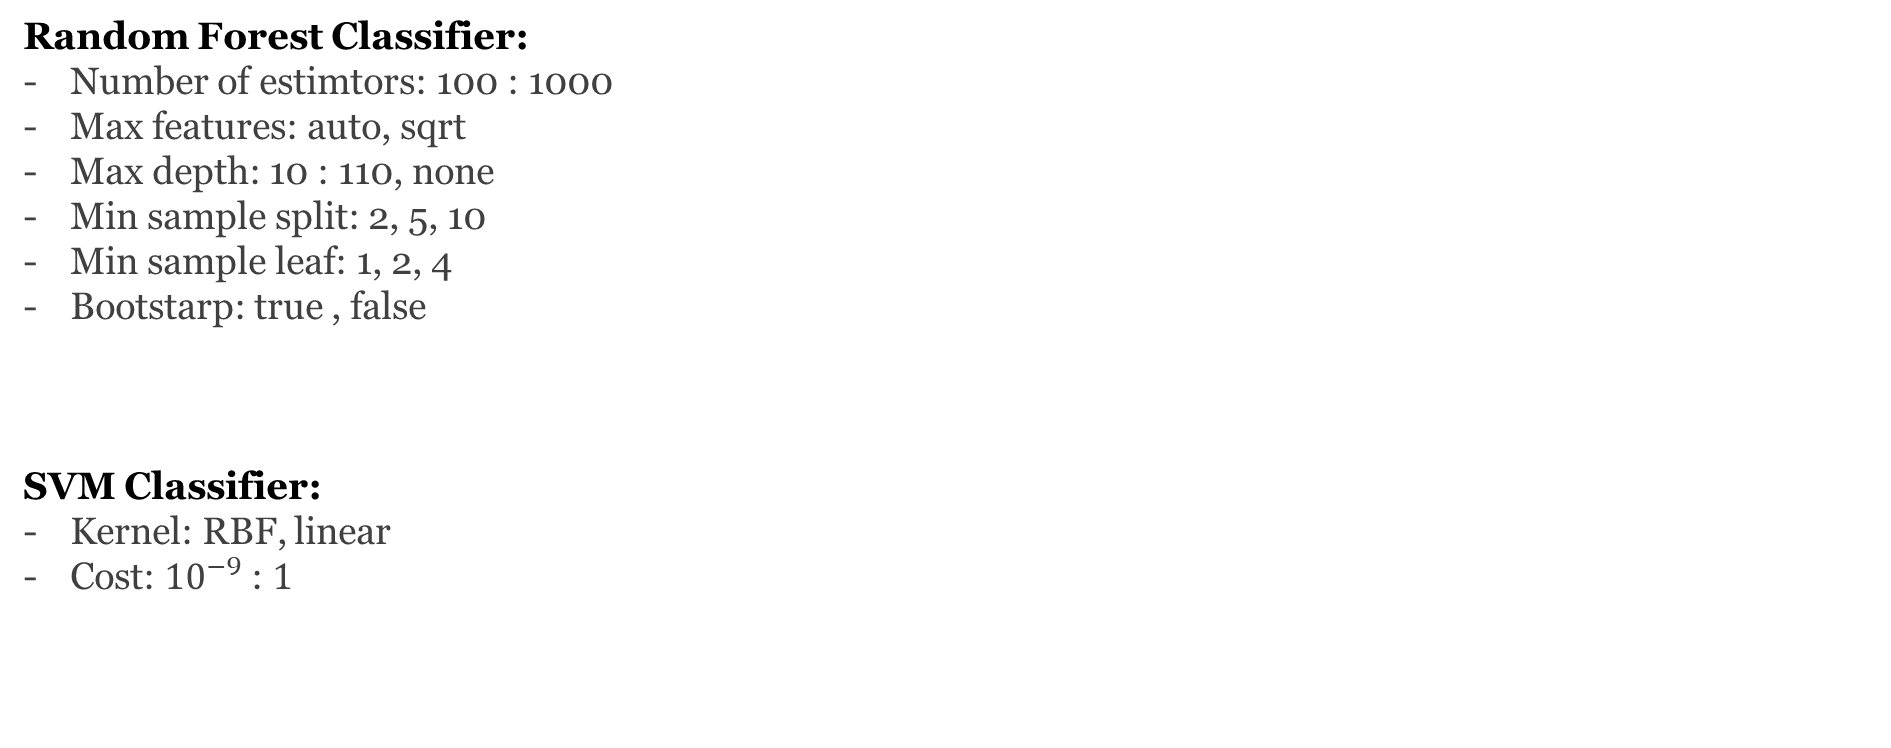 Random Forest Classifier:
- Number of estimtors: 100 : 1000
- Max features: auto, sqrt
- Max depth: 10 : 110, none
- Min sample split: 2, 5, 10
- Min sample leaf: 1, 2, 4
- Bootstarp: true , false
SVM Classifier:
- Kernel: RBF, linear
- Cost: 10⁻⁹ : 1